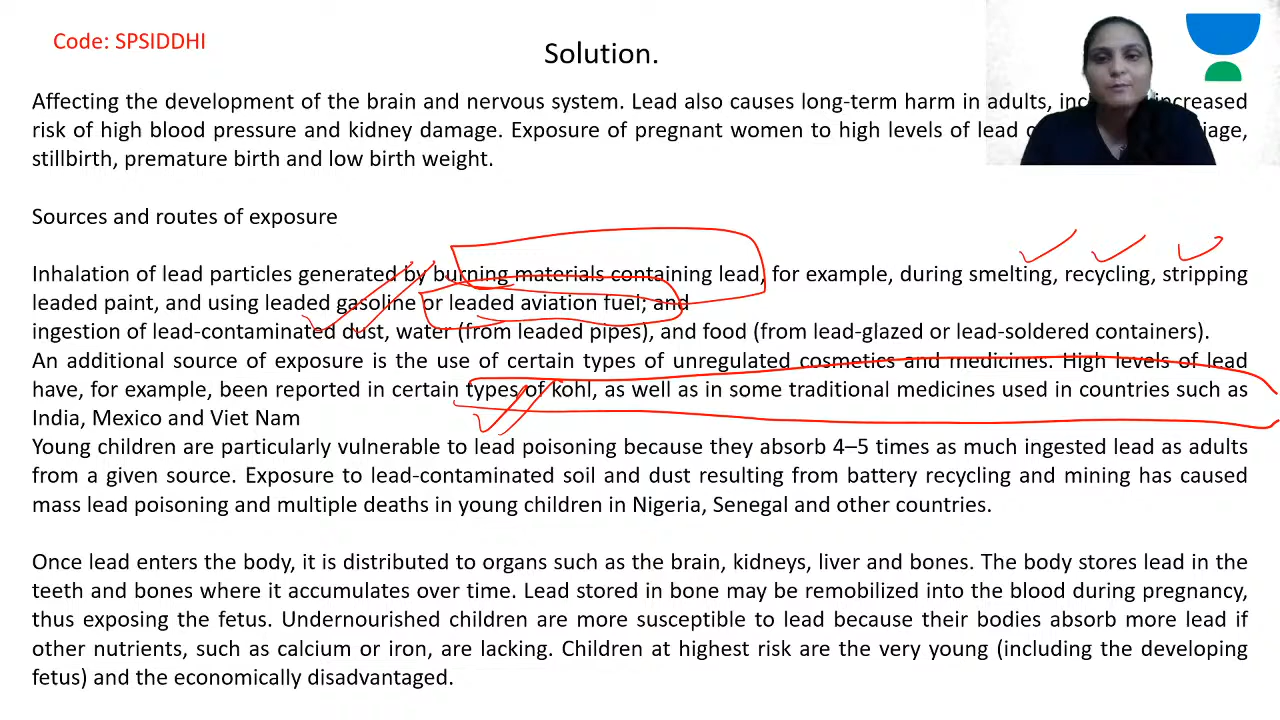 Code: SPSIDDHI
Solution.
Affecting the development of the brain and nervous system. Lead also causes long-term harm in adults, increased
risk of high blood pressure and kidney damage. Exposure of pregnant women to high levels of lead
stillbirth, premature birth and low birth weight.
Sources and routes of exposure
Inhalation of lead particles generated by burning materials containing lead, for example, during smelting, recycling, stripping
leaded paint, and using leaded gasoline or leaded aviation fuel; and
ingestion of lead-contaminated dust, water (from leaded pipes), and food (from lead-glazed or lead-soldered containers).
An additional source of exposure is the use of certain types of unregulated cosmetics and medicines. High levels of lead
have, for example, been reported in certain types of kohl, as well as in some traditional medicines used in countries such as
India, Mexico and Viet Nam
Young children are particularly vulnerable to lead poisoning because they absorb 4–5 times as much ingested lead as adults
from a given source. Exposure to lead-contaminated soil and dust resulting from battery recycling and mining has caused
mass lead poisoning and multiple deaths in young children in Nigeria, Senegal and other countries.
Once lead enters the body, it is distributed to organs such as the brain, kidneys, liver and bones. The body stores lead in the
teeth and bones where it accumulates over time. Lead stored in bone may be remobilized into the blood during pregnancy,
thus exposing the fetus. Undernourished children are more susceptible to lead because their bodies absorb more lead if
other nutrients, such as calcium or iron, are lacking. Children at highest risk are the very young (including the developing
fetus) and the economically disadvantaged.